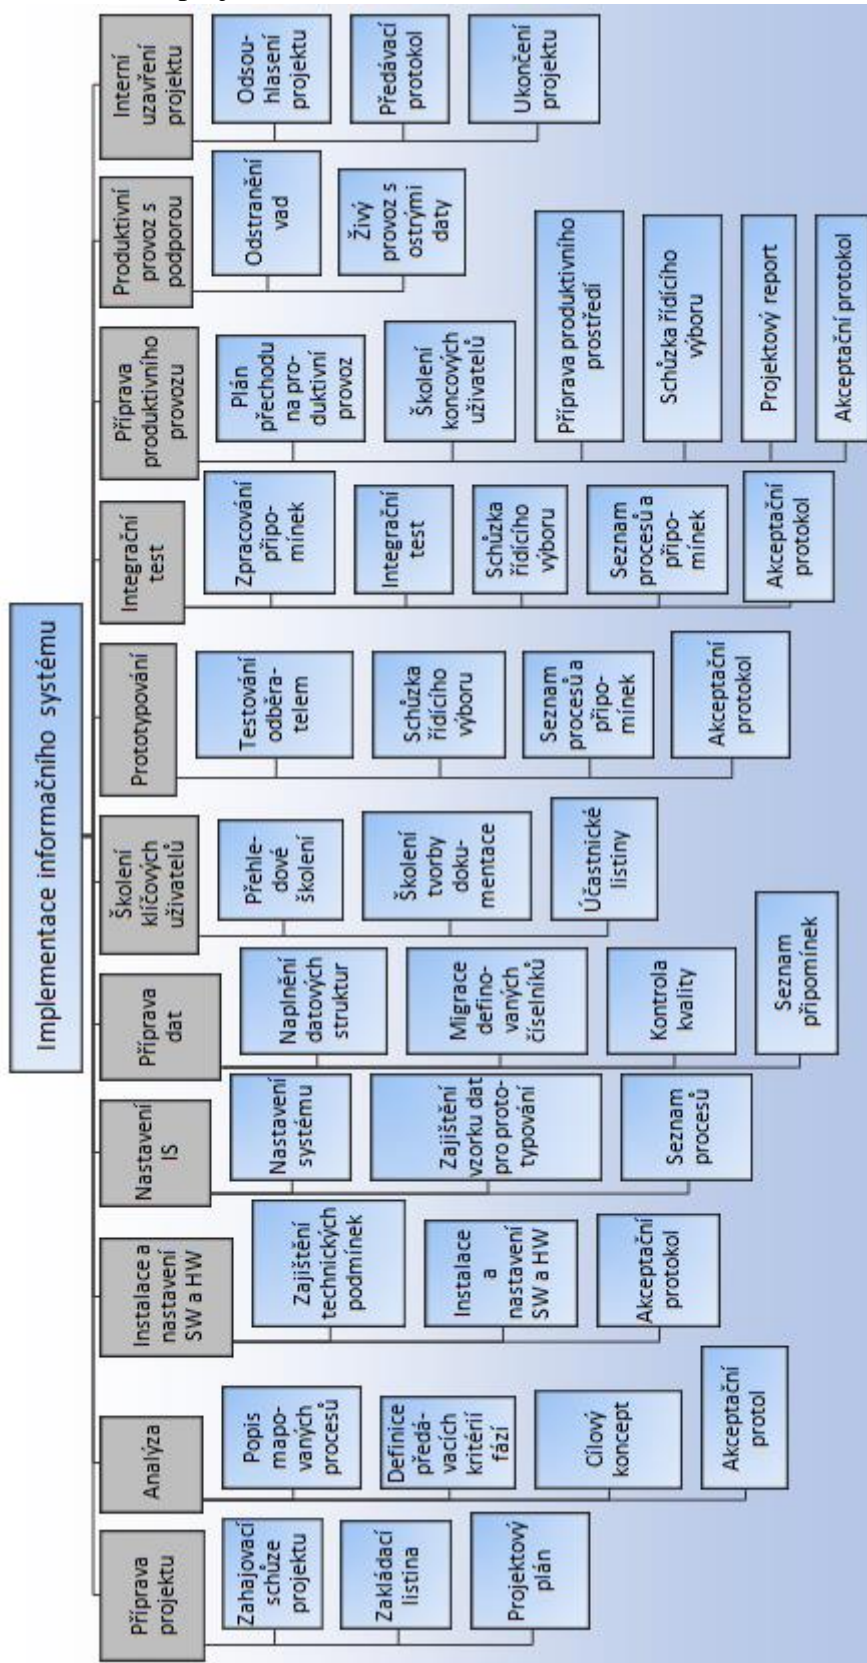 Implementace informačního systému
Příprava
projektu
Zahajovací
schůze
projektu
Zakládací
listina
Projektový
plán
Analýza
Popis
mapo-
vaných
procesů
Definice
předá-
vacích
kritérií
fází
Cílový
koncept
Akceptační
protol
Instalace a
nastavení
SW a HW
Zajištění
technických
podmínek
Instalace
a
nastavení
SW a HW
Akceptační
protokol
Nastavení
IS
Nastavení
systému
Zajištění
vzorku dat
pro proto-
typování
Seznam
procesů
Příprava
dat
Naplnění
datových
struktur
Migrace
defino-
vaných
číselníků
Kontrola
kvality
Seznam
připomínek
Školení
klíčových
uživatelů
Přehle-
dové
školení
Školení
tvorby
doku-
mentace
Účastnické
listiny
Prototypování
Testování
odběra-
telem
Schůzka
řídícího
výboru
Seznam
procesů a
připo-
mínek
Akceptační
protokol
Integrační
test
Zpracování
připo-
mínek
Integrační
test
Schůzka
řídícího
výboru
Seznam
procesů a
připo-
mínek
Akceptační
protokol
Příprava
produktivního
provozu
Plán
přechodu
na pro-
duktivní
provoz
Školení
koncových
uživatelů
Příprava produktivního
prostředí
Schůzka řídícího
výboru
Projektový report
Akceptační protokol
Produktivní
provoz s
podporou
Odstranění
vad
Živý
provoz s
ostrými
daty
Interní
uzavření
projektu
Odsou-
hlasení
projektu
Předávací
protokol
Ukončení
projektu